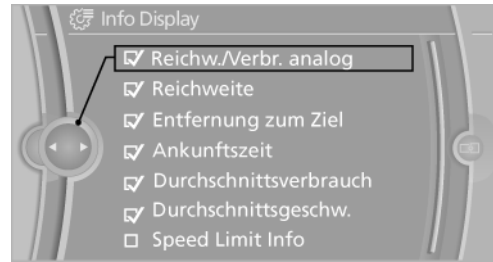 Info Display
Reichw./Verbr. analog
Reichweite
Entfernung zum Ziel
Ankunftszeit
Durchschnittsverbrauch
Durchschnittsgeschw.
Speed Limit Info